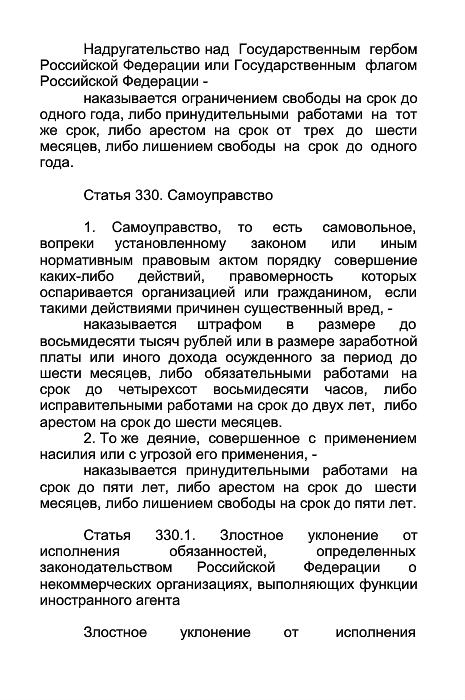 Надругательство над Государственным гербом
Российской Федерации или Государственным флагом
Российской Федерации -
наказывается ограничением свободы на срок до
одного года, либо принудительными работами на тот
же срок, либо арестом на срок от трех до шести
месяцев, либо лишением свободы на срок до одного
года.
Статья 330. Самоуправство
1. Самоуправство, то есть самовольное,
вопреки установленному законом или иным
нормативным правовым актом порядку совершение
каких-либо действий, правомерность которых
оспаривается организацией или гражданином, если
такими действиями причинен существенный вред, -
наказывается штрафом в размере до
восьмидесяти тысяч рублей или в размере заработной
платы или иного дохода осужденного за период до
шести месяцев, либо обязательными работами на
срок до четырехсот восьмидесяти часов, либо
исправительными работами на срок до двух лет, либо
арестом на срок до шести месяцев.
2. То же деяние, совершенное с применением
насилия или с угрозой его применения, -
наказывается принудительными работами на
срок до пяти лет, либо арестом на срок до шести
месяцев, либо лишением свободы на срок до пяти лет.
Статья 330.1. Злостное уклонение от
исполнения обязанностей, определенных
законодательством Российской Федерации о
некоммерческих организациях, выполняющих функции
иностранного агента
Злостное уклонение от исполнения